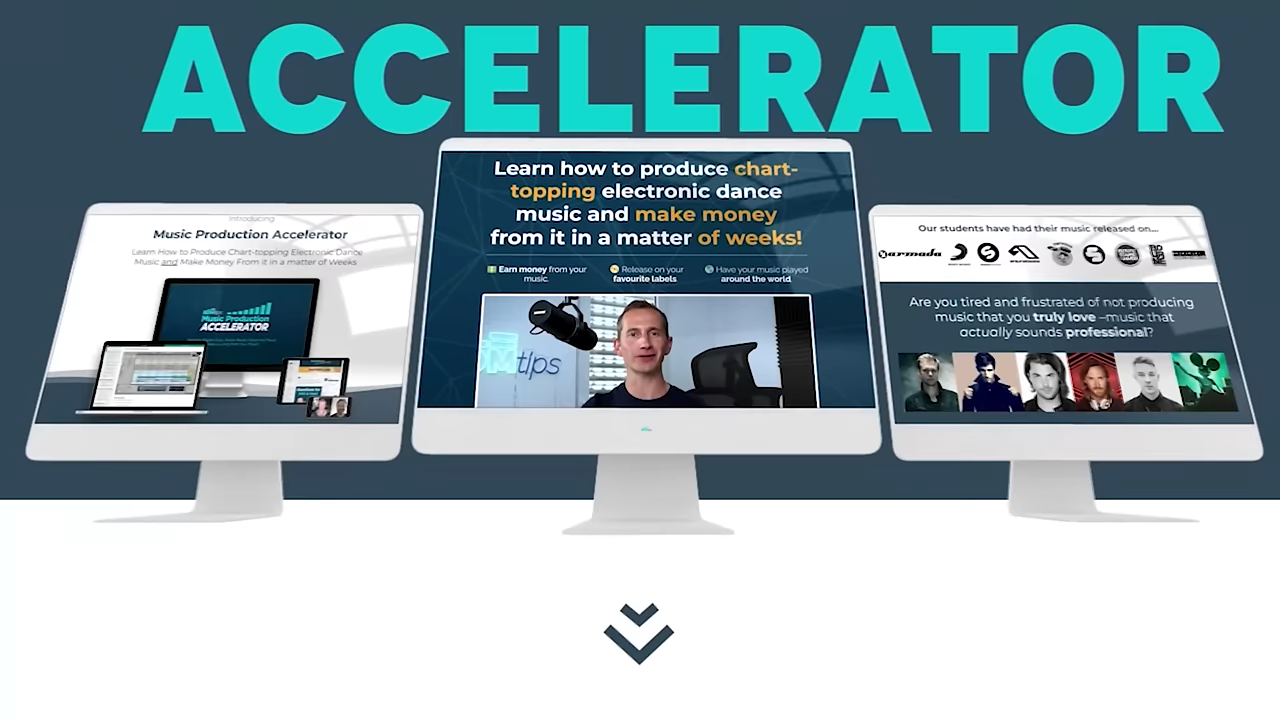 ACCELERATOR
Introducing
Music Production Accelerator
Learn How to Produce Chart-topping Electronic Dance
Music and Make Money From it in a matter of Weeks
Music Production
ACCELERATOR
Learn how to produce chart-
topping electronic dance
music and make money
from it in a matter of weeks!
Earn money from your
music.
Release on your
favourite labels
Have your music played
around the world
tips
Our students have had their music released on....
armada
Are you tired and frustrated of not producing
music that you truly love –music that
actually sounds professional?